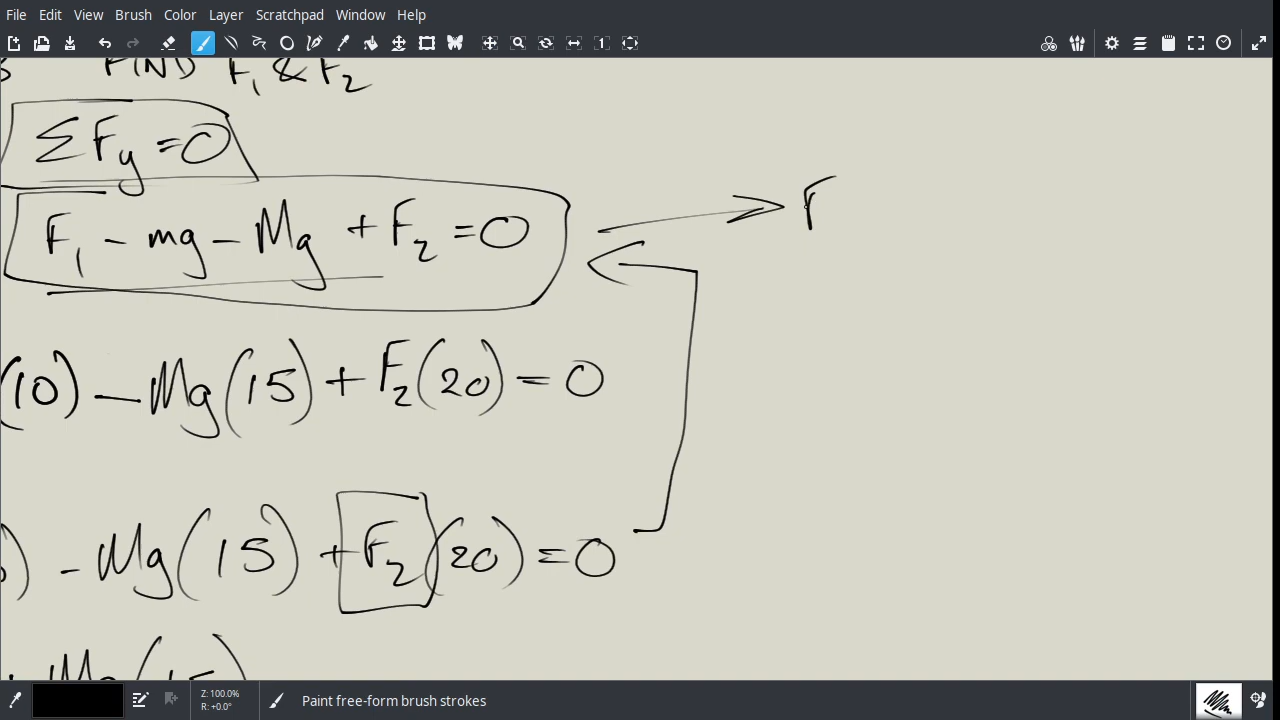 File Edit View Brush Color Layer Scratchpad Window Help
FIND F₁ & F₂
ΣFy = 0
F₁ - mg - Mg + F₂ = 0
F
(10) - Mg(15) + F₂(20) = 0
) - Mg(15) + F₂(20) = 0
Mg(15)
Z: 100.0%
R: +0.0°
Paint free-form brush strokes